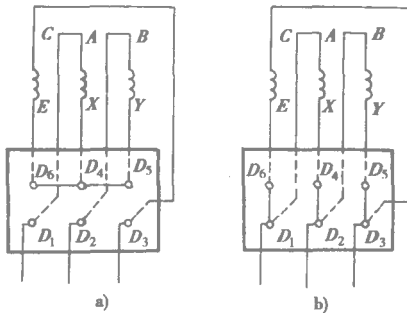 C A B C A B
E X Y E X Y
D6 D4 D5 D6 D4 D5
D1 D2 D3 D1 D2 D3
a) b)